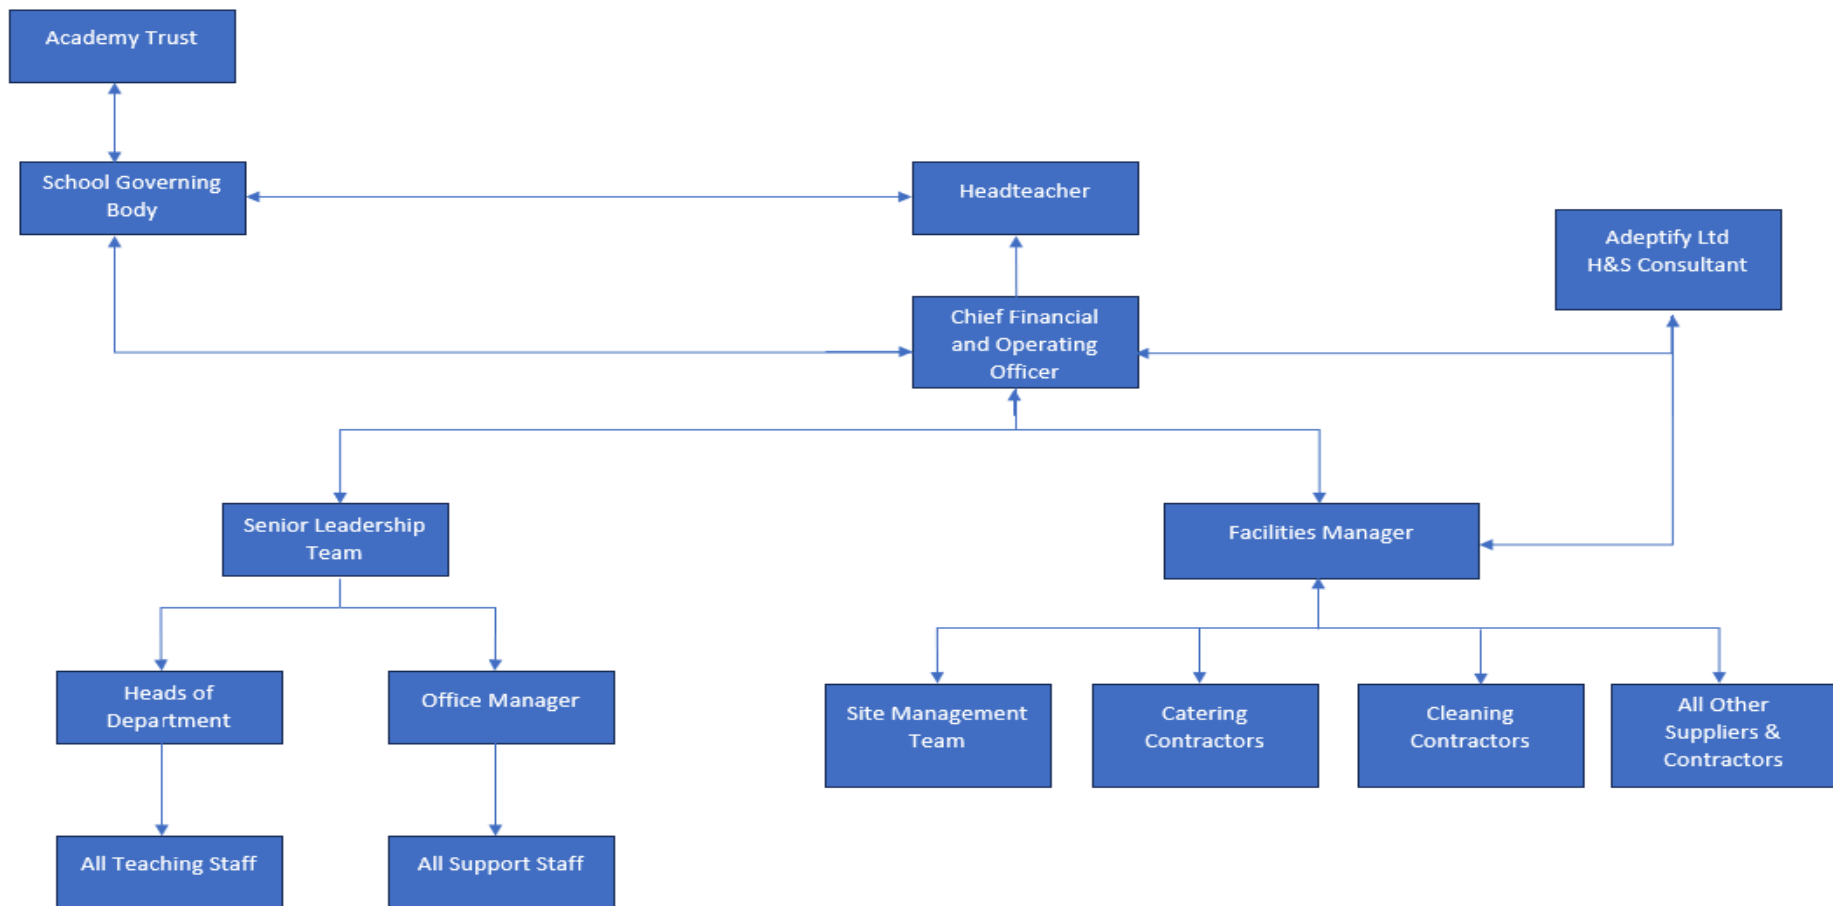 Academy Trust
School Governing
Body
Headteacher
Adeptify Ltd
H&S Consultant
Chief Financial
and Operating
Officer
Senior Leadership
Team
Facilities Manager
Heads of
Department
Office Manager
Site Management
Team
Catering
Contractors
Cleaning
Contractors
All Other
Suppliers &
Contractors
All Teaching Staff
All Support Staff